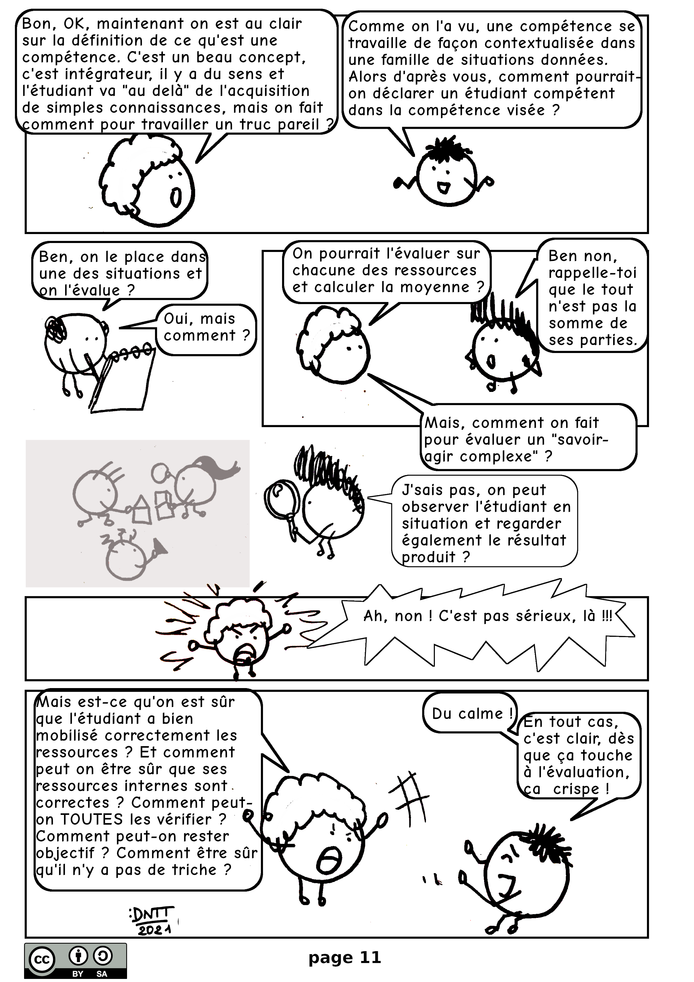 Bon, OK, maintenant on est au clair
sur la définition de ce qu'est une
compétence. C'est un beau concept,
c'est intégrateur, il y a du sens et
l'étudiant va "au delà" de l'acquisition
de simples connaissances, mais on fait
comment pour travailler un truc pareil ?
Comme on l'a vu, une compétence se
travaille de façon contextualisée dans
une famille de situations données.
Alors d'après vous, comment pourrait-
on déclarer un étudiant compétent
dans la compétence visée ?
Ben, on le place dans
une des situations et
on l'évalue ?
Oui, mais
comment ?
On pourrait l'évaluer sur
chacune des ressources
et calculer la moyenne ?
Ben non,
rappelle-toi
que le tout
n'est pas la
somme de
ses parties.
Mais, comment on fait
pour évaluer un "savoir-
agir complexe" ?
zzzz
J'sais pas, on peut
observer l'étudiant en
situation et regarder
également le résultat
produit ?
Ah, non ! C'est pas sérieux, là !!!
Mais est-ce qu'on est sûr
que l'étudiant a bien
mobilisé correctement les
ressources ? Et comment
peut on être sûr que ses
ressources internes sont
correctes ? Comment peut-
on TOUTES les vérifier ?
Comment peut-on rester
objectif ? Comment être sûr
qu'il n'y a pas de triche ?
Du calme !
En tout cas,
c'est clair, dès
que ça touche
à l'évaluation,
ça crispe !
:DNTT
2021
cc BY SA
page 11